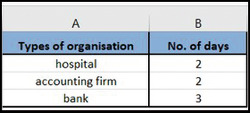 A B
Types of organisation No. of days
hospital 2
accounting firm 2
bank 3